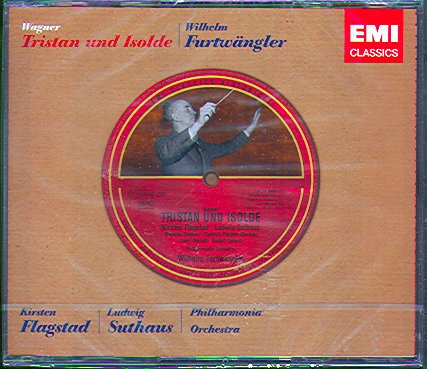 Wagner
Tristan und Isolde
Wilhelm
Furtwängler
EMI
CLASSICS
TRISTAN UND ISOLDE
Kirsten Flagstad Ludwig Suthaus
Wilhelm Furtwängler
Kirsten
Flagstad
Ludwig
Suthaus
Philharmonia
Orchestra